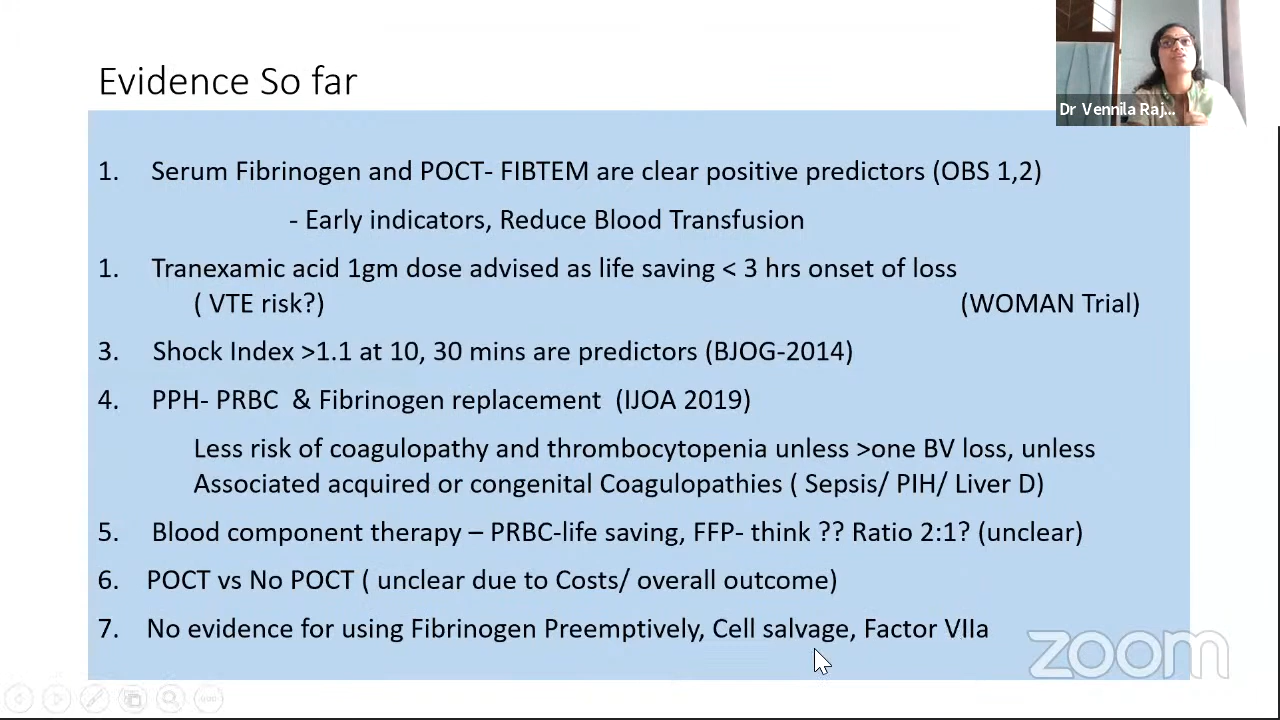 Evidence So far
Dr Vennila Raj...
1. Serum Fibrinogen and POCT- FIBTEM are clear positive predictors (OBS 1,2)
- Early indicators, Reduce Blood Transfusion
1. Tranexamic acid 1gm dose advised as life saving < 3 hrs onset of loss
( VTE risk?) (WOMAN Trial)
3. Shock Index >1.1 at 10, 30 mins are predictors (BJOG-2014)
4. PPH- PRBC & Fibrinogen replacement (IJOA 2019)
Less risk of coagulopathy and thrombocytopenia unless >one BV loss, unless
Associated acquired or congenital Coagulopathies ( Sepsis/ PIH/ Liver D)
5. Blood component therapy – PRBC-life saving, FFP- think ?? Ratio 2:1? (unclear)
6. POCT vs No POCT ( unclear due to Costs/ overall outcome)
7. No evidence for using Fibrinogen Preemptively, Cell salvage, Factor VIIa
zoom